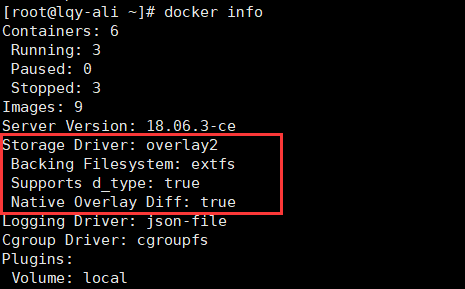 [root@lqy-ali ~]# docker info
Containers: 6
 Running: 3
 Paused: 0
 Stopped: 3
Images: 9
Server Version: 18.06.3-ce
Storage Driver: overlay2
 Backing Filesystem: extfs
 Supports d_type: true
 Native Overlay Diff: true
Logging Driver: json-file
Cgroup Driver: cgroupfs
Plugins:
 Volume: local